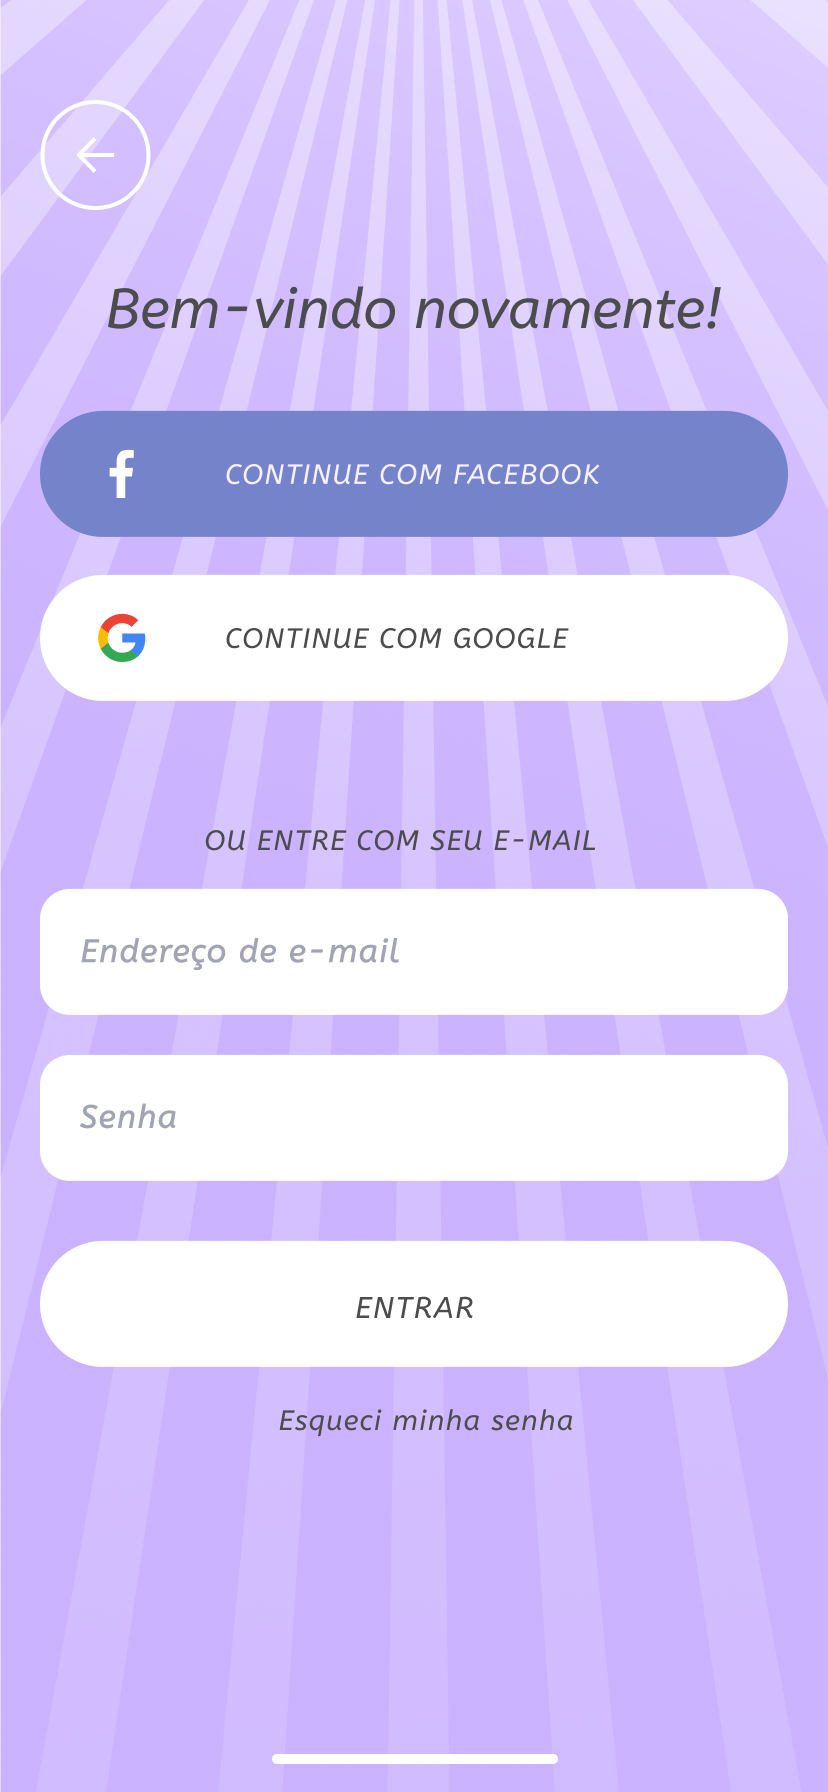 Bem-vindo novamente!
CONTINUE COM FACEBOOK
CONTINUE COM GOOGLE
OU ENTRE COM SEU E-MAIL
Endereço de e-mail
Senha
ENTRAR
Esqueci minha senha